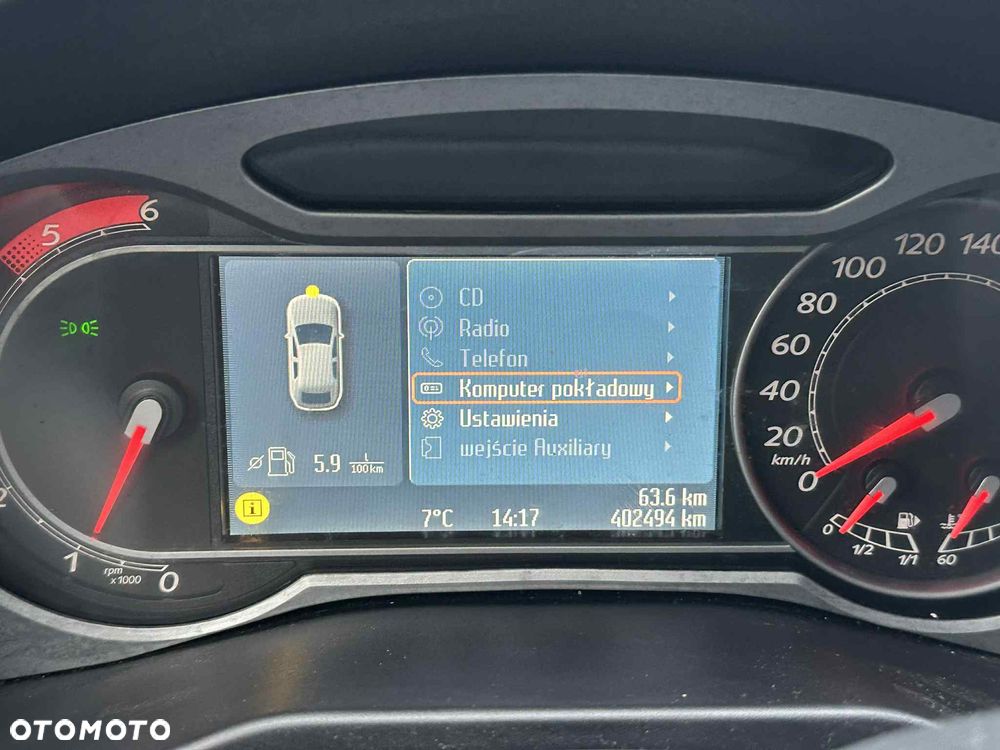 6
5
2
1
0
rpm
x1000
CD
Radio
Telefon
Komputer pokładowy
Ustawienia
wejście Auxiliary
5.9 l
100km
i
63.6 km
7°C 14:17 402494 km
140
120
100
80
60
40
20
km/h
0
0 1/2 1/1
60
OTOMOTO